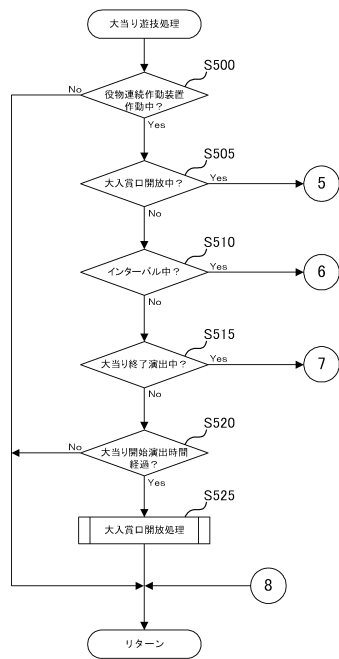 大当り遊技処理
S500
役物連続作動装置
作動中？
No
Yes
S505
大入賞口開放中？
Yes
5
No
S510
インターバル中？
Yes
6
No
S515
大当り終了演出中？
Yes
7
No
S520
大当り開始演出時間
経過？
No
Yes
S525
大入賞口開放処理
8
リターン